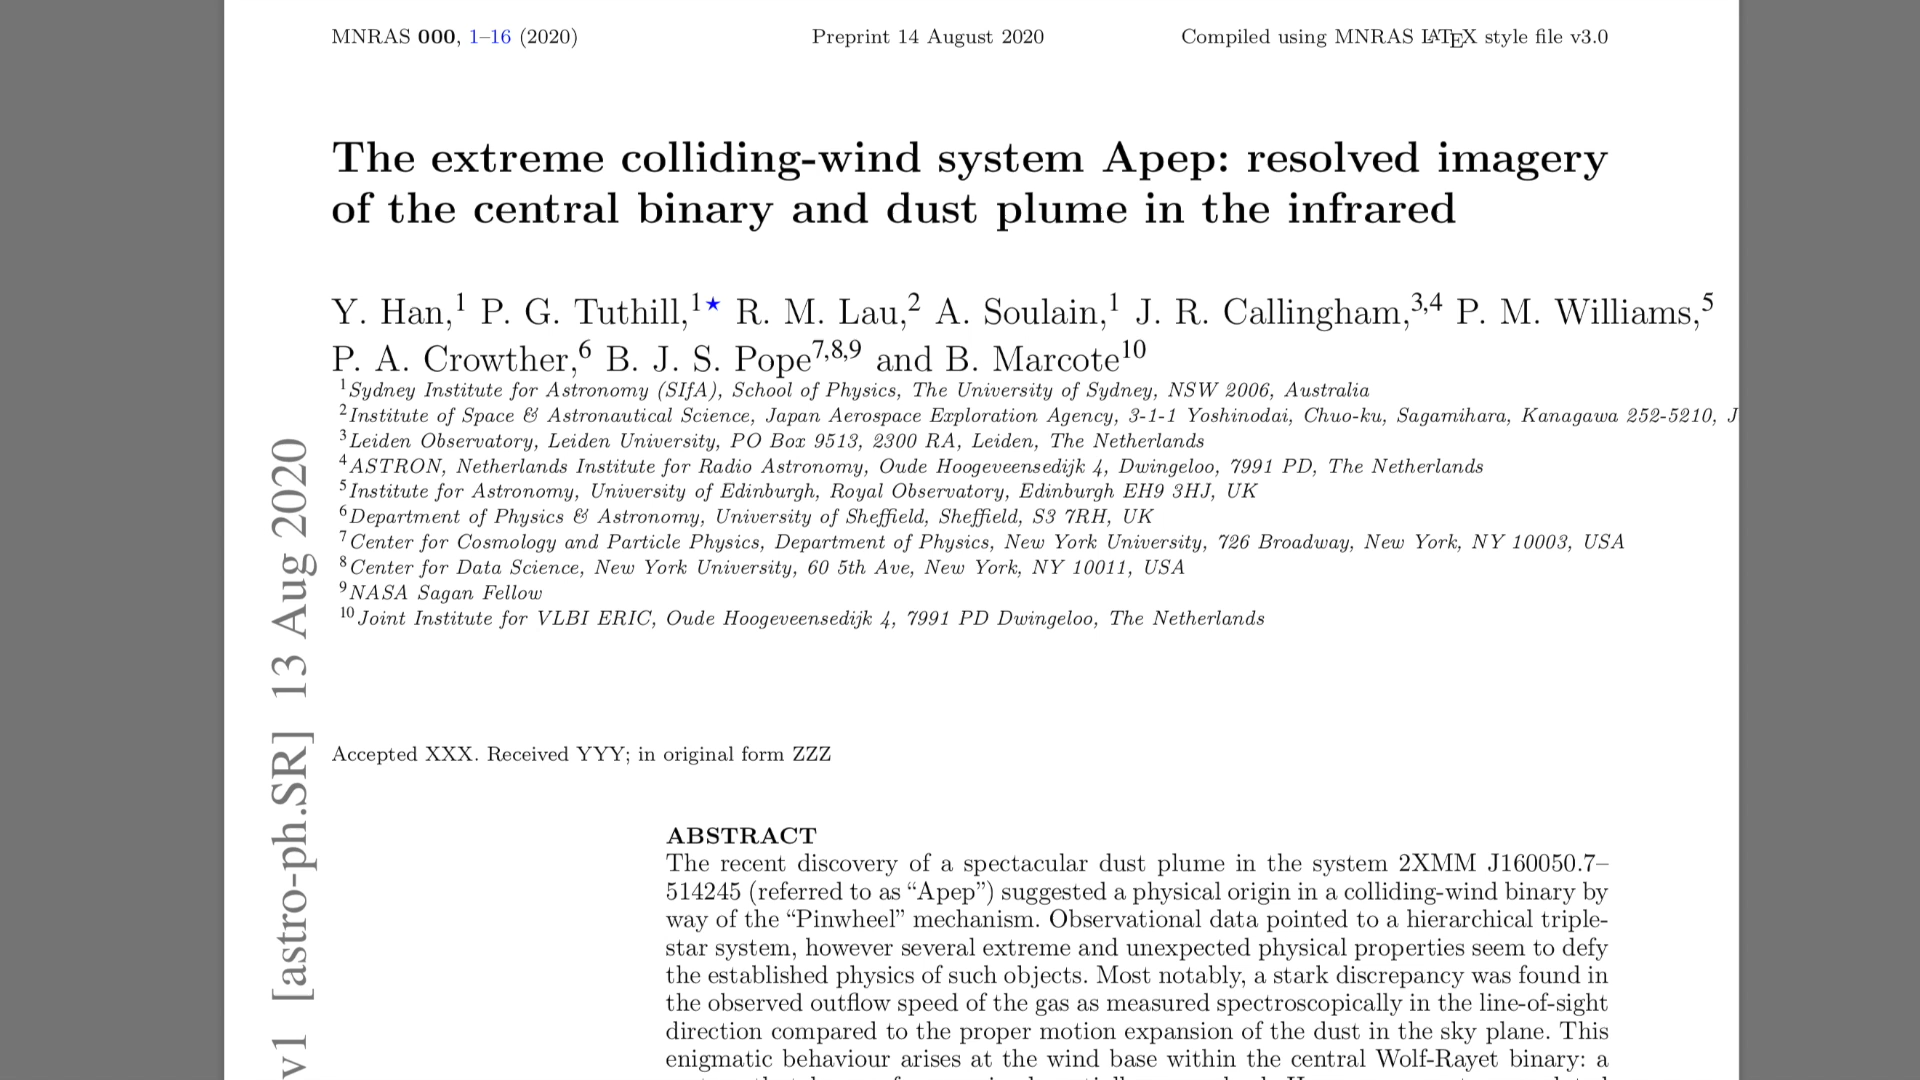 MNRAS 000, 1–16 (2020) Preprint 14 August 2020 Compiled using MNRAS LATEX style file v3.0
The extreme colliding-wind system Apep: resolved imagery
of the central binary and dust plume in the infrared
Y. Han,1 P. G. Tuthill,1★ R. M. Lau,2 A. Soulain,1 J. R. Callingham,3,4 P. M. Williams,5
P. A. Crowther,6 B. J. S. Pope7,8,9 and B. Marcote10
1Sydney Institute for Astronomy (SIfA), School of Physics, The University of Sydney, NSW 2006, Australia
2Institute of Space & Astronautical Science, Japan Aerospace Exploration Agency, 3-1-1 Yoshinodai, Chuo-ku, Sagamihara, Kanagawa 252-5210, J
3Leiden Observatory, Leiden University, PO Box 9513, 2300 RA, Leiden, The Netherlands
4ASTRON, Netherlands Institute for Radio Astronomy, Oude Hoogeveensedijk 4, Dwingeloo, 7991 PD, The Netherlands
5Institute for Astronomy, University of Edinburgh, Royal Observatory, Edinburgh EH9 3HJ, UK
6Department of Physics & Astronomy, University of Sheffield, Sheffield, S3 7RH, UK
7Center for Cosmology and Particle Physics, Department of Physics, New York University, 726 Broadway, New York, NY 10003, USA
8Center for Data Science, New York University, 60 5th Ave, New York, NY 10011, USA
9NASA Sagan Fellow
10Joint Institute for VLBI ERIC, Oude Hoogeveensedijk 4, 7991 PD Dwingeloo, The Netherlands
Accepted XXX. Received YYY; in original form ZZZ
v1 [astro-ph.SR] 13 Aug 2020
ABSTRACT
The recent discovery of a spectacular dust plume in the system 2XMM J160050.7–
514245 (referred to as “Apep”) suggested a physical origin in a colliding-wind binary by
way of the “Pinwheel” mechanism. Observational data pointed to a hierarchical triple-
star system, however several extreme and unexpected physical properties seem to defy
the established physics of such objects. Most notably, a stark discrepancy was found in
the observed outflow speed of the gas as measured spectroscopically in the line-of-sight
direction compared to the proper motion expansion of the dust in the sky plane. This
enigmatic behaviour arises at the wind base within the central Wolf-Rayet binary: a